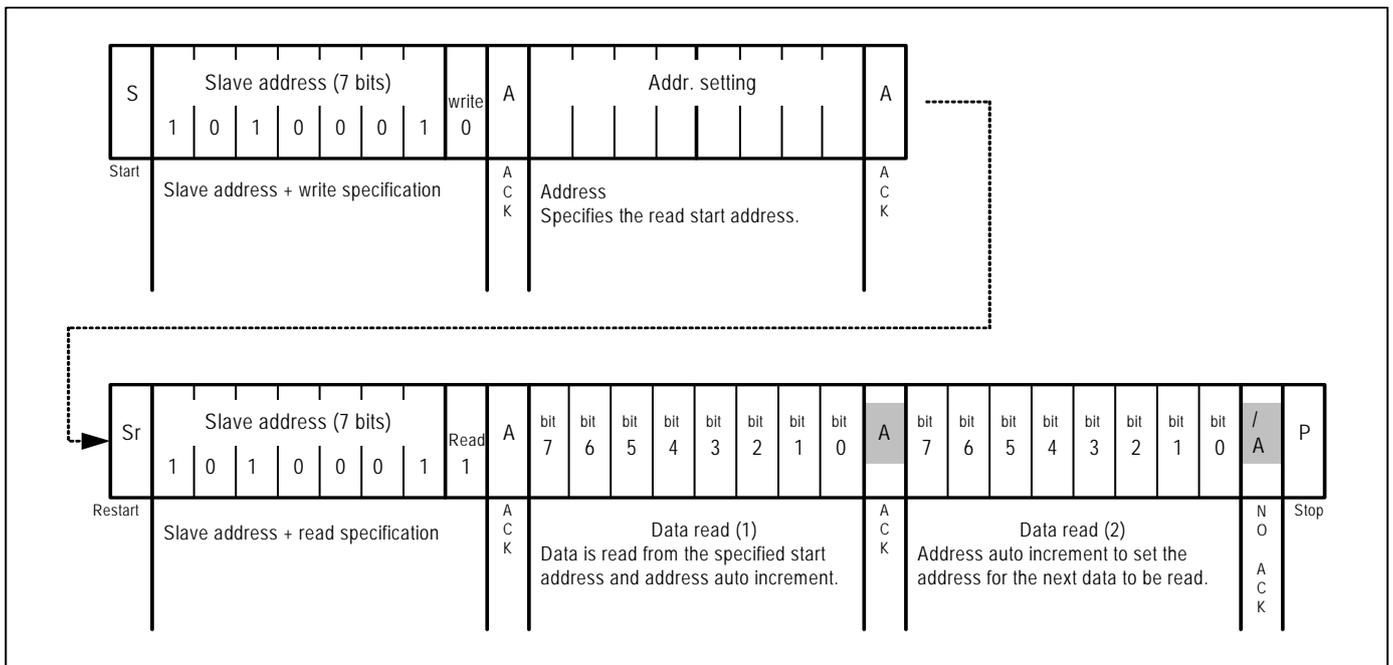 S Slave address (7 bits) write A Addr. setting A
1 0 1 0 0 0 1 0
Start
Slave address + write specification
A
C
K
Address
Specifies the read start address.
A
C
K
Sr Slave address (7 bits) Read A bit bit bit bit bit bit bit bit A bit bit bit bit bit bit bit bit / A P
1 0 1 0 0 0 1 1 7 6 5 4 3 2 1 0 7 6 5 4 3 2 1 0
Restart
Slave address + read specification
A
C
K
Data read (1)
Data is read from the specified start
address and address auto increment.
A
C
K
Data read (2)
Address auto increment to set the
address for the next data to be read.
N
O
A
C
K
Stop